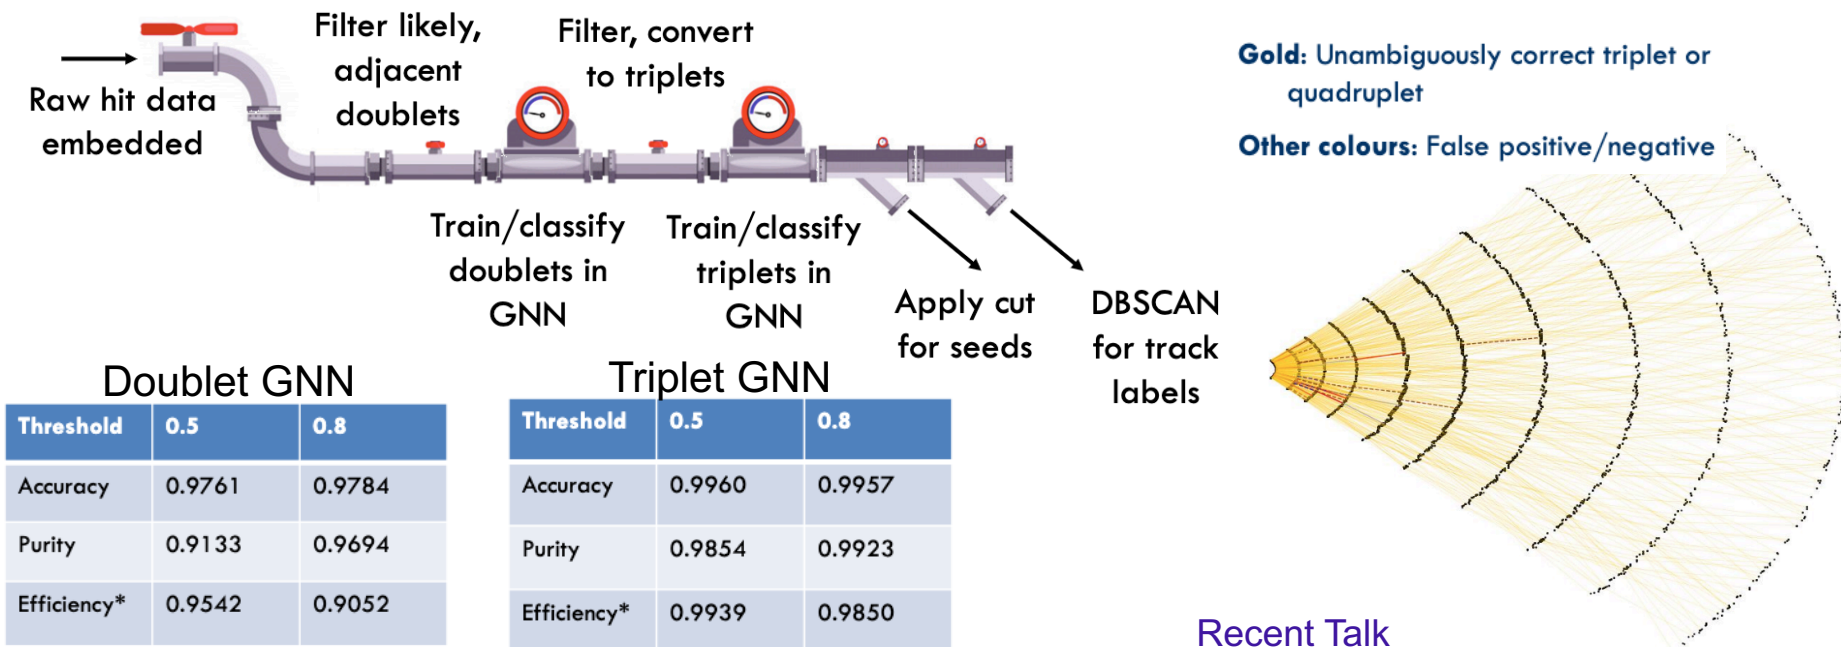 Raw hit data
embedded
Filter likely,
adjacent
doublets
Filter, convert
to triplets
Train/classify
doublets in
GNN
Train/classify
triplets in
GNN
Apply cut
for seeds
DBSCAN
for track
labels
Gold: Unambiguously correct triplet or
quadruplet
Other colours: False positive/negative
Doublet GNN
Threshold 0.5 0.8
Accuracy 0.9761 0.9784
Purity 0.9133 0.9694
Efficiency* 0.9542 0.9052
Triplet GNN
Threshold 0.5 0.8
Accuracy 0.9960 0.9957
Purity 0.9854 0.9923
Efficiency* 0.9939 0.9850
Recent Talk